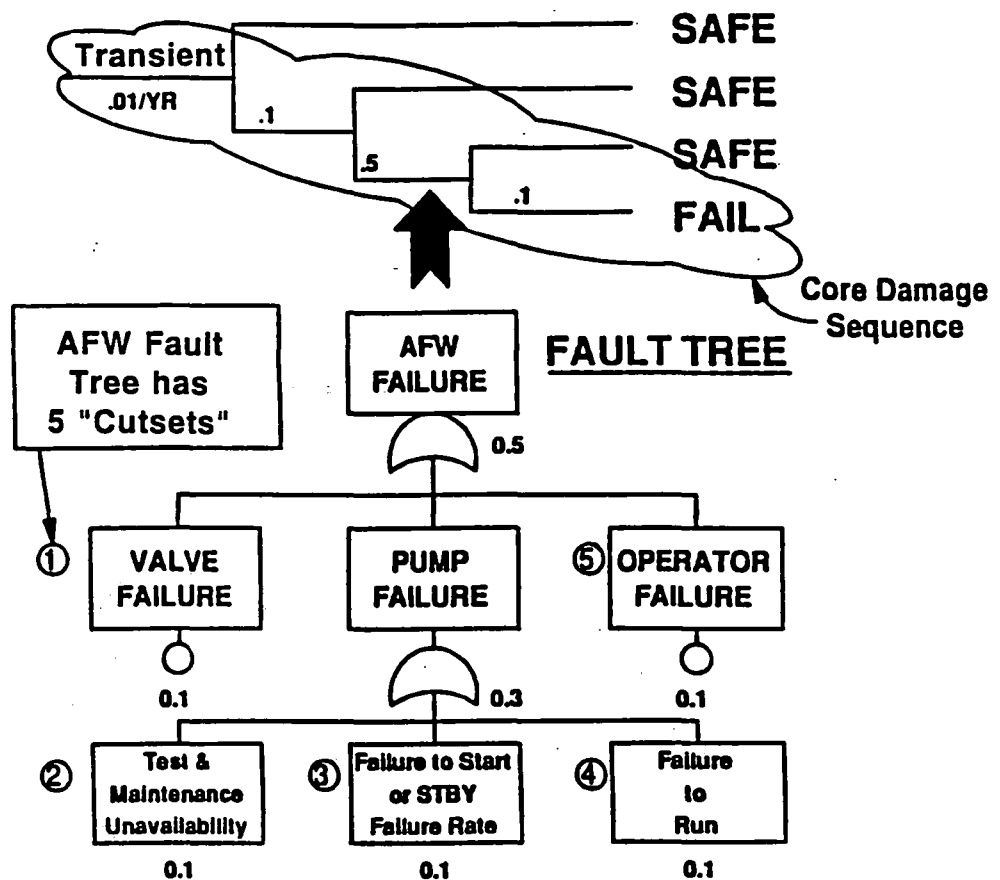 SAFE
Transient
.01/YR
SAFE
.1
SAFE
.5
.1
FAIL
Core Damage
Sequence
AFW Fault
Tree has
5 "Cutsets"
AFW
FAILURE
FAULT TREE
0.5
1
VALVE
FAILURE
PUMP
FAILURE
5
OPERATOR
FAILURE
0.1
0.3
0.1
2
Test &
Maintenance
Unavailability
3
Failure to Start
or STBY
Failure Rate
4
Failure
to
Run
0.1
0.1
0.1